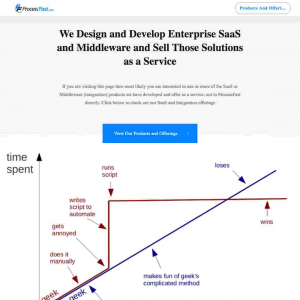 ProcessFast.com
Products And Offeri...
We Design and Develop Enterprise SaaS
and Middleware and Sell Those Solutions
as a Service
If you are visiting this page then most likely you are interested in one or more of the SaaS or
Middleware (integration) products we have developed and offer as a service, not in ProcessFast
directly. Click below to check out our SaaS and Integration offerings
View Our Products and Offerings
time
spent
runs
script
loses
writes
script to
automate
wins
gets
annoyed
does it
manually
makes fun of geek's
complicated method
geek
geek